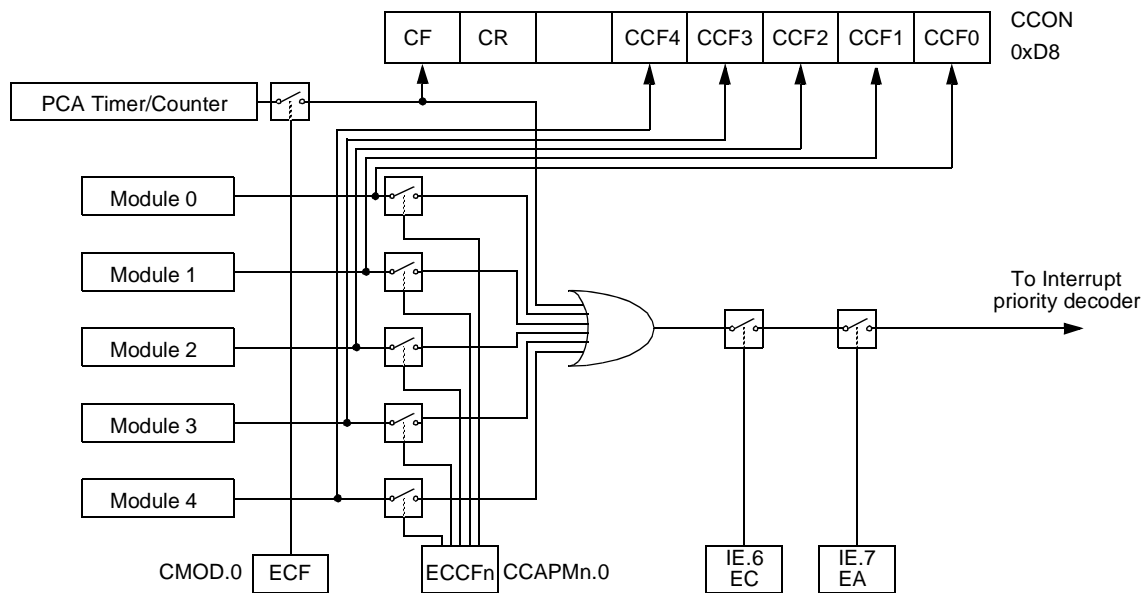 CF CR CCF4 CCF3 CCF2 CCF1 CCF0 CCON
0xD8
PCA Timer/Counter
Module 0
Module 1
Module 2
Module 3
Module 4
To Interrupt
priority decoder
CMOD.0 ECF
ECCFn CCAPMn.0
IE.6
EC
IE.7
EA